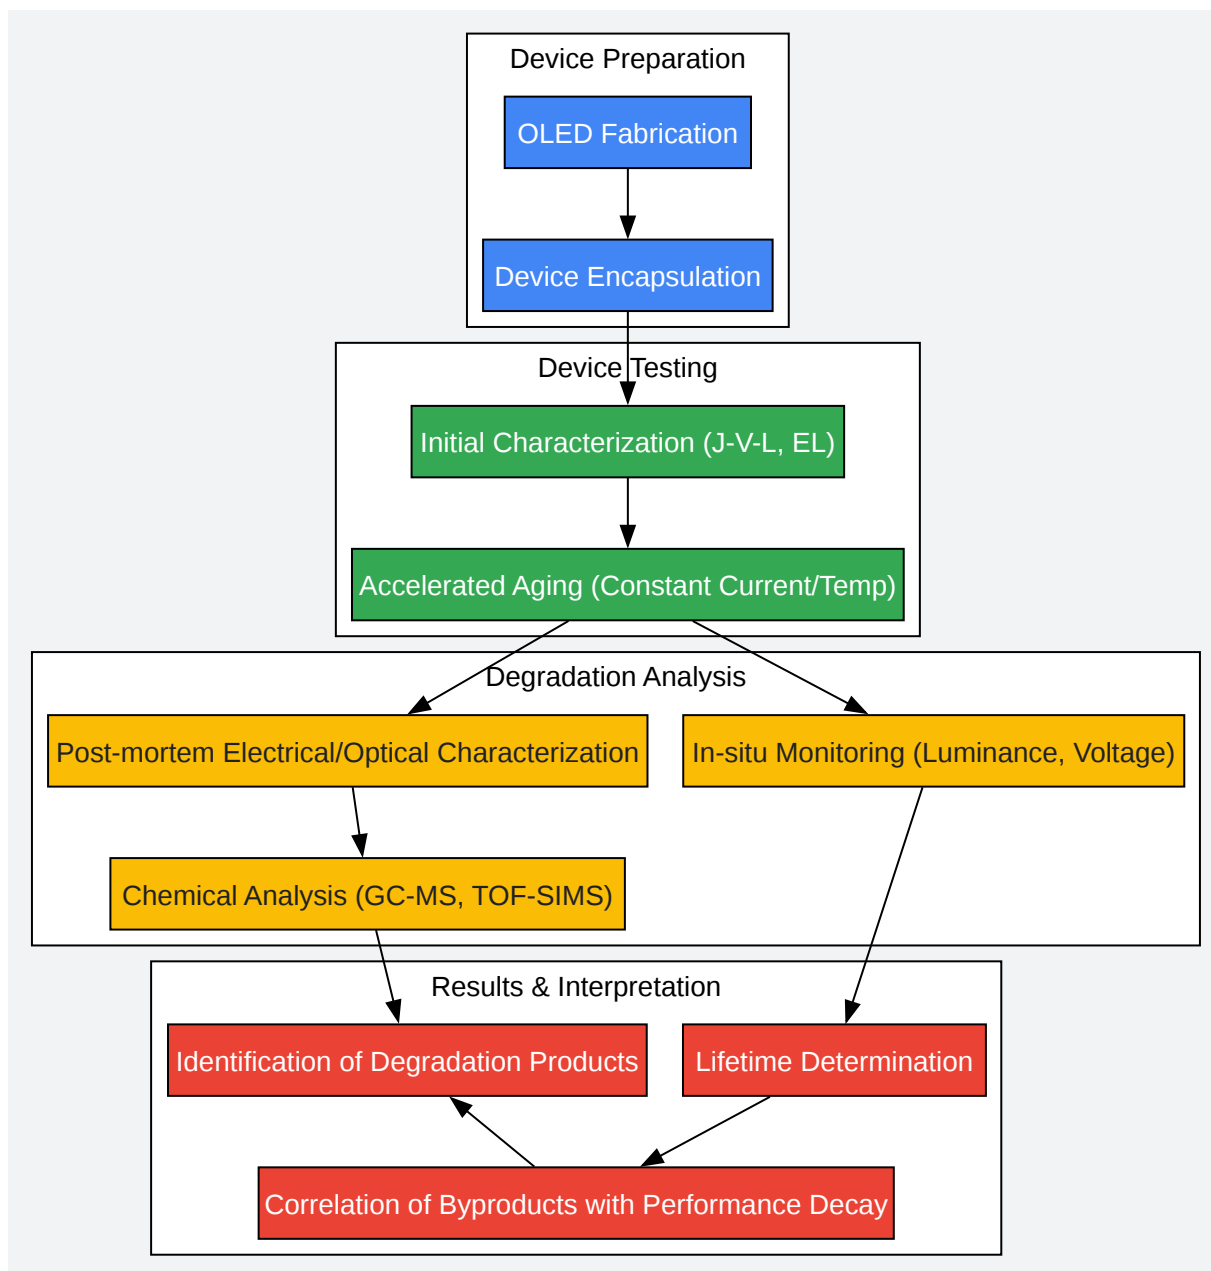 Device Preparation
OLED Fabrication
Device Encapsulation
Device Testing
Initial Characterization (J-V-L, EL)
Accelerated Aging (Constant Current/Temp)
Degradation Analysis
Post-mortem Electrical/Optical Characterization
In-situ Monitoring (Luminance, Voltage)
Chemical Analysis (GC-MS, TOF-SIMS)
Results & Interpretation
Identification of Degradation Products
Lifetime Determination
Correlation of Byproducts with Performance Decay